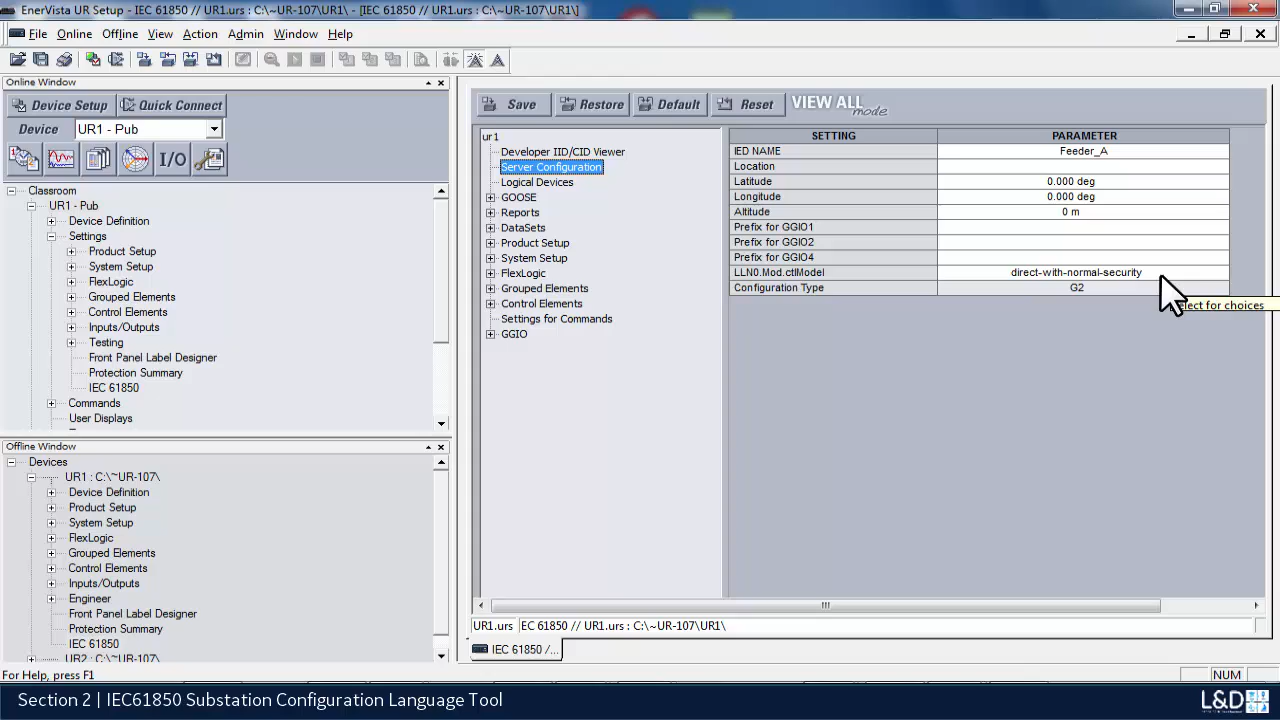 EnerVista UR Setup - IEC 61850 // UR1.urs : C:\~UR-107\UR1\ - [IEC 61850 // UR1.urs : C:\~UR-107\UR1\]
File Online Offline View Action Admin Window Help
Online Window
Device Setup Quick Connect
Device UR1 - Pub
I/O
Classroom
UR1 - Pub
Device Definition
Settings
Product Setup
System Setup
FlexLogic
Grouped Elements
Control Elements
Inputs/Outputs
Testing
Front Panel Label Designer
Protection Summary
IEC 61850
Commands
User Displays
Offline Window
Devices
UR1 : C:\~UR-107\
Device Definition
Product Setup
System Setup
FlexLogic
Grouped Elements
Control Elements
Inputs/Outputs
Engineer
Front Panel Label Designer
Protection Summary
IEC 61850
UR2 : C:\~UR-107\
Save Restore Default Reset VIEW ALL mode
ur1
Developer IID/CID Viewer
Server Configuration
Logical Devices
GOOSE
Reports
DataSets
Product Setup
System Setup
FlexLogic
Grouped Elements
Control Elements
Settings for Commands
GGIO
SETTING PARAMETER
IED NAME Feeder_A
Location
Latitude 0.000 deg
Longitude 0.000 deg
Altitude 0 m
Prefix for GGIO1
Prefix for GGIO2
Prefix for GGIO4
LLN0.Mod.ctlModel direct-with-normal-security
Configuration Type G2
elect for choices
UR1.urs EC 61850 // UR1.urs : C:\~UR-107\UR1\
IEC 61850 /...
For Help, press F1 NUM
Section 2 | IEC61850 Substation Configuration Language Tool
L&D